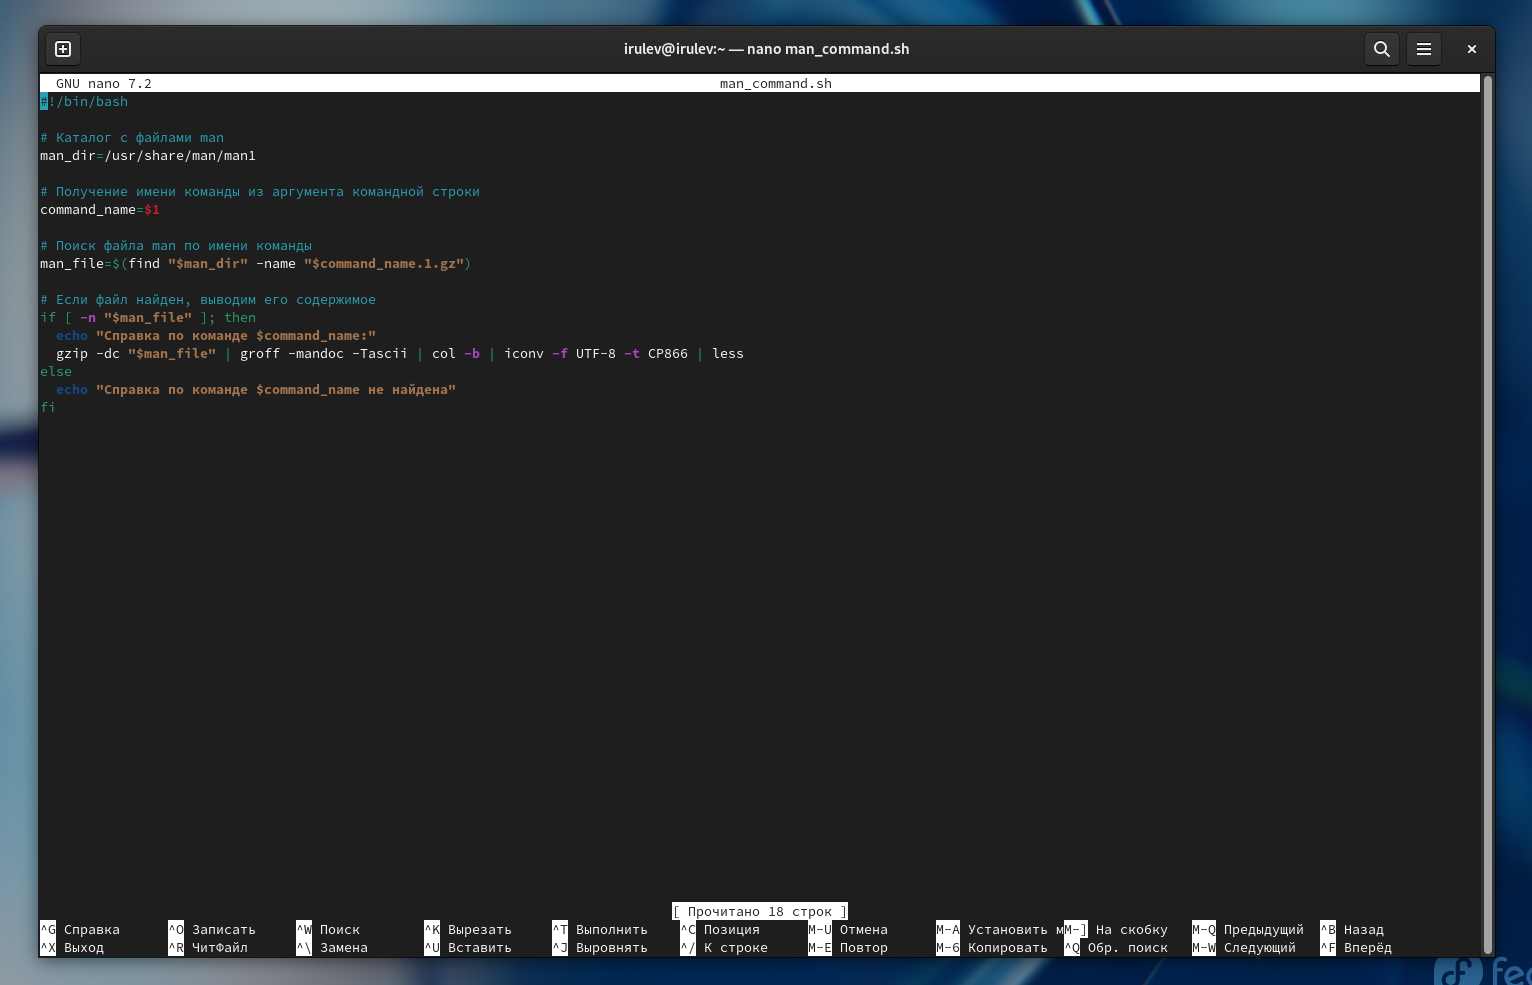 irulev@irulev:~ — nano man_command.sh
GNU nano 7.2 man_command.sh
#!/bin/bash
# Каталог с файлами man
man_dir=/usr/share/man/man1
# Получение имени команды из аргумента командной строки
command_name=$1
# Поиск файла man по имени команды
man_file=$(find "$man_dir" -name "$command_name.1.gz")
# Если файл найден, выводим его содержимое
if [ -n "$man_file" ]; then
  echo "Справка по команде $command_name:"
  gzip -dc "$man_file" | groff -mandoc -Tascii | col -b | iconv -f UTF-8 -t CP866 | less
else
  echo "Справка по команде $command_name не найдена"
fi
[ Прочитано 18 строк ]
^G Справка ^O Записать ^W Поиск ^K Вырезать ^T Выполнить ^C Позиция M-U Отмена M-A Установить мM-] На скобку M-Q Предыдущий ^B Назад
^X Выход ^R ЧитФайл ^\ Замена ^U Вставить ^J Выровнять ^/ К строке M-E Повтор M-6 Копировать ^Q Обр. поиск M-W Следующий ^F Вперёд